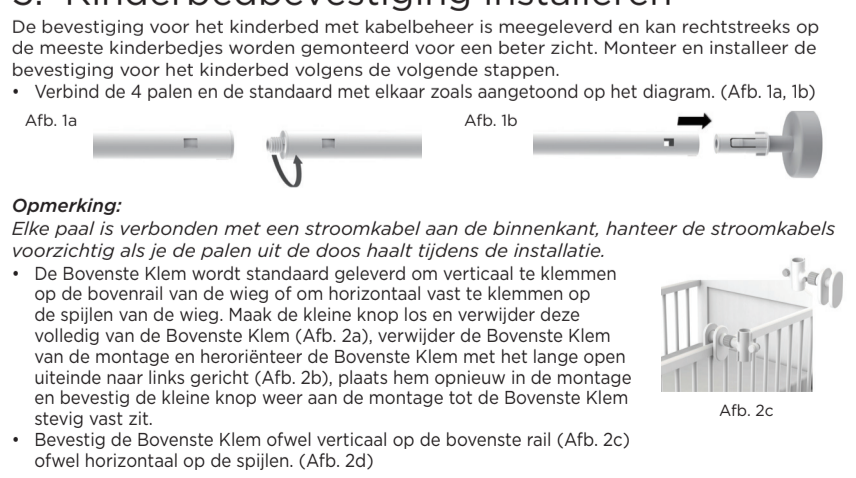 3. Kinderbedbevestiging installeren
De bevestiging voor het kinderbed met kabelbeheer is meegeleverd en kan rechtstreeks op
de meeste kinderbedjes worden gemonteerd voor een beter zicht. Monteer en installeer de
bevestiging voor het kinderbed volgens de volgende stappen.
• Verbind de 4 palen en de standaard met elkaar zoals aangetoond op het diagram. (Afb. 1a, 1b)
Afb. 1a
Afb. 1b
Opmerking:
Elke paal is verbonden met een stroomkabel aan de binnenkant, hanteer de stroomkabels
voorzichtig als je de palen uit de doos haalt tijdens de installatie.
• De Bovenste Klem wordt standaard geleverd om verticaal te klemmen
op de bovenrail van de wieg of om horizontaal vast te klemmen op
de spijlen van de wieg. Maak de kleine knop los en verwijder deze
volledig van de Bovenste Klem (Afb. 2a), verwijder de Bovenste Klem
van de montage en heroriënteer de Bovenste Klem met het lange open
uiteinde naar links gericht (Afb. 2b), plaats hem opnieuw in de montage
en bevestig de kleine knop weer aan de montage tot de Bovenste Klem
stevig vast zit.
Afb. 2c
• Bevestig de Bovenste Klem ofwel verticaal op de bovenste rail (Afb. 2c)
ofwel horizontaal op de spijlen. (Afb. 2d)